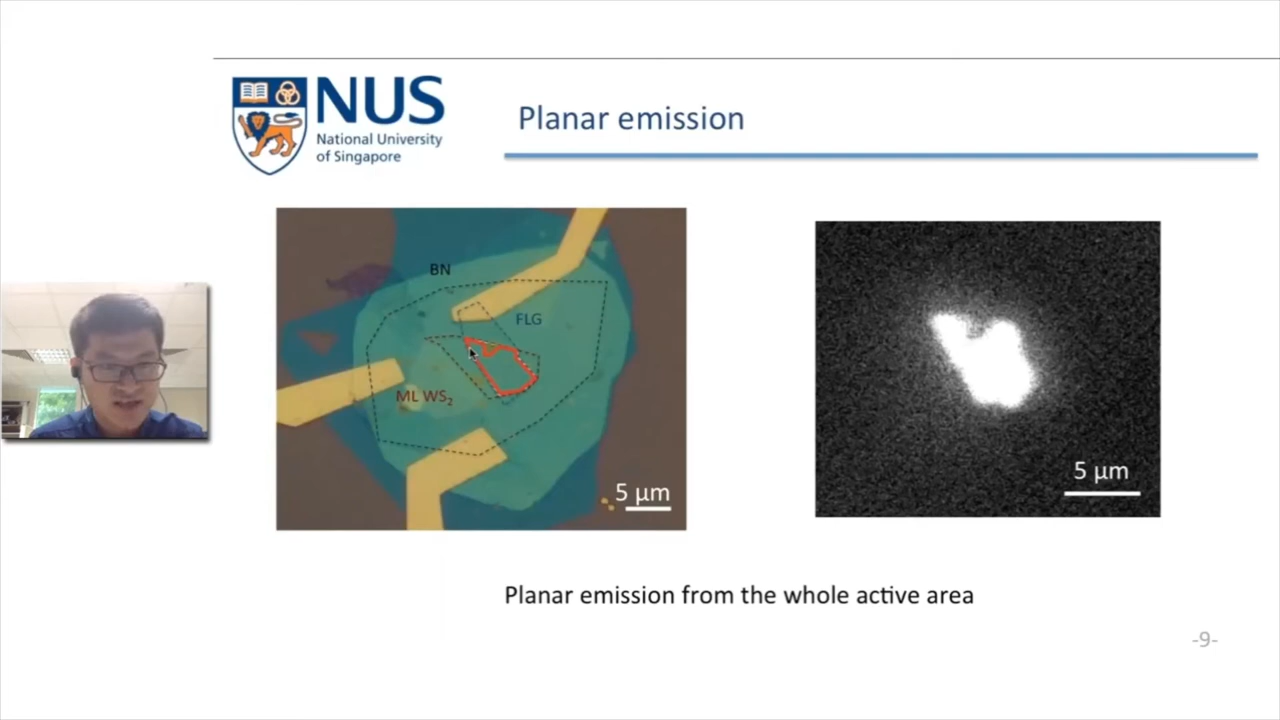 NUS
National University
of Singapore
Planar emission
BN
FLG
ML WS₂
5 μm
5 μm
Planar emission from the whole active area
-9-